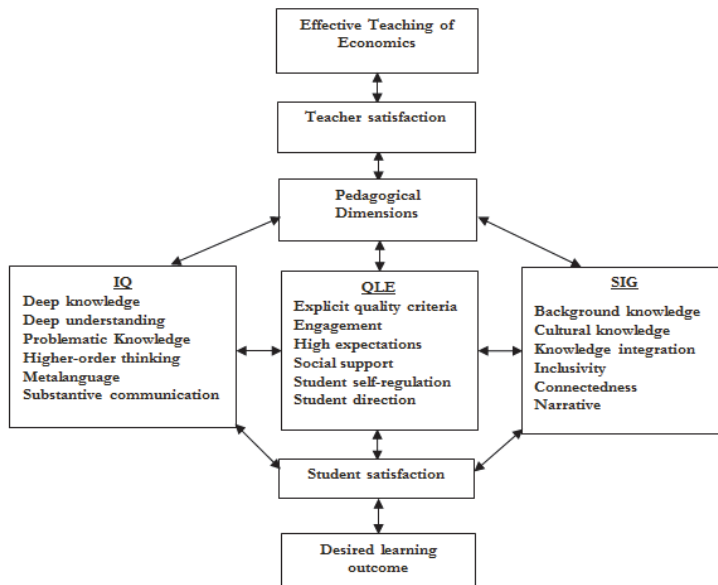 Effective Teaching of
Economics
Teacher satisfaction
Pedagogical
Dimensions
IQ
Deep knowledge
Deep understanding
Problematic Knowledge
Higher-order thinking
Metalanguage
Substantive communication
QLE
Explicit quality criteria
Engagement
High expectations
Social support
Student self-regulation
Student direction
SIG
Background knowledge
Cultural knowledge
Knowledge integration
Inclusivity
Connectedness
Narrative
Student satisfaction
Desired learning
outcome